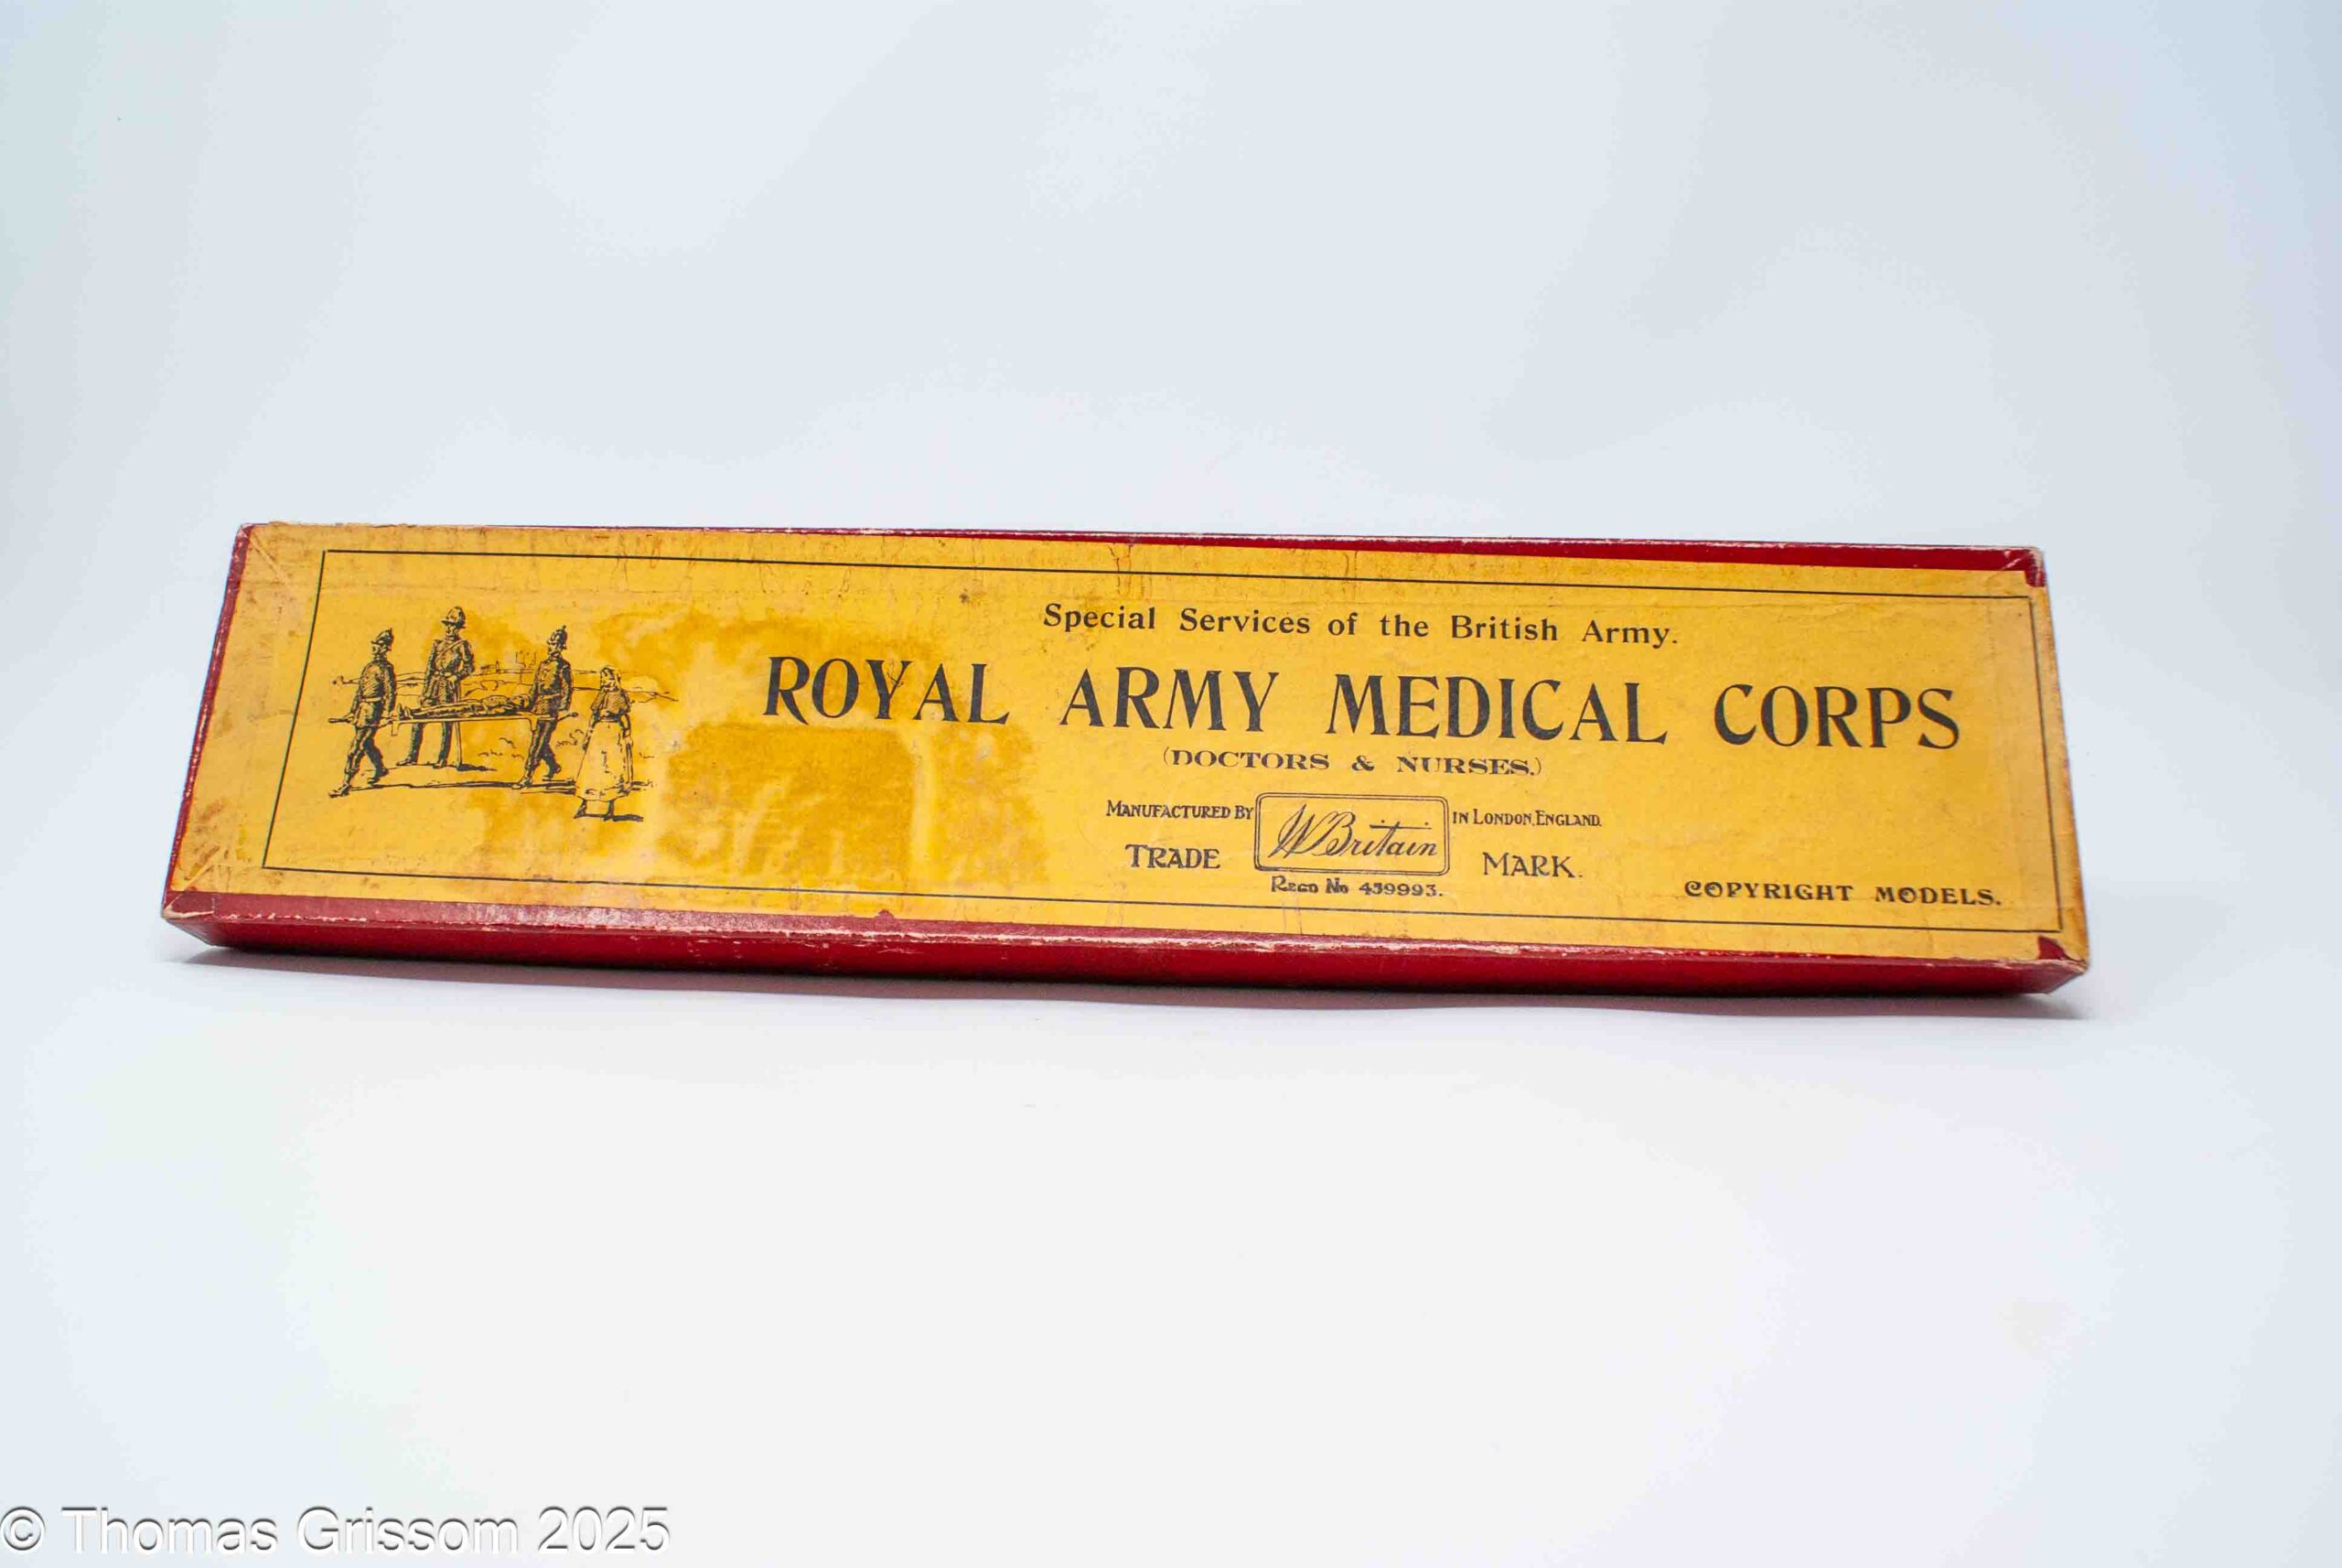 Special Services of the British Army.
ROYAL ARMY MEDICAL CORPS
(DOCTORS & NURSES.)
MANUFACTURED BY W Britain IN LONDON, ENGLAND.
TRADE MARK.
REGD No 459993.
COPYRIGHT MODELS.
© Thomas Grissom 2025